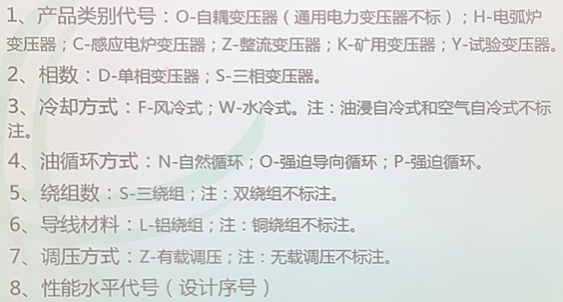 1、产品类别代号：O-自耦变压器（通用电力变压器不标）；H-电弧炉
变压器；C-感应电炉变压器；Z-整流变压器；K-矿用变压器；Y-试验变压器。
2、相数：D-单相变压器；S-三相变压器。
3、冷却方式：F-风冷式；W-水冷式。注：油浸自冷式和空气自冷式不标
注。
4、油循环方式：N-自然循环；O-强迫导向循环；P-强迫循环。
5、绕组数：S-三绕组；注：双绕组不标注。
6、导线材料：L-铝绕组；注：铜绕组不标注。
7、调压方式：Z-有载调压；注：无载调压不标注。
8、性能水平代号（设计序号）